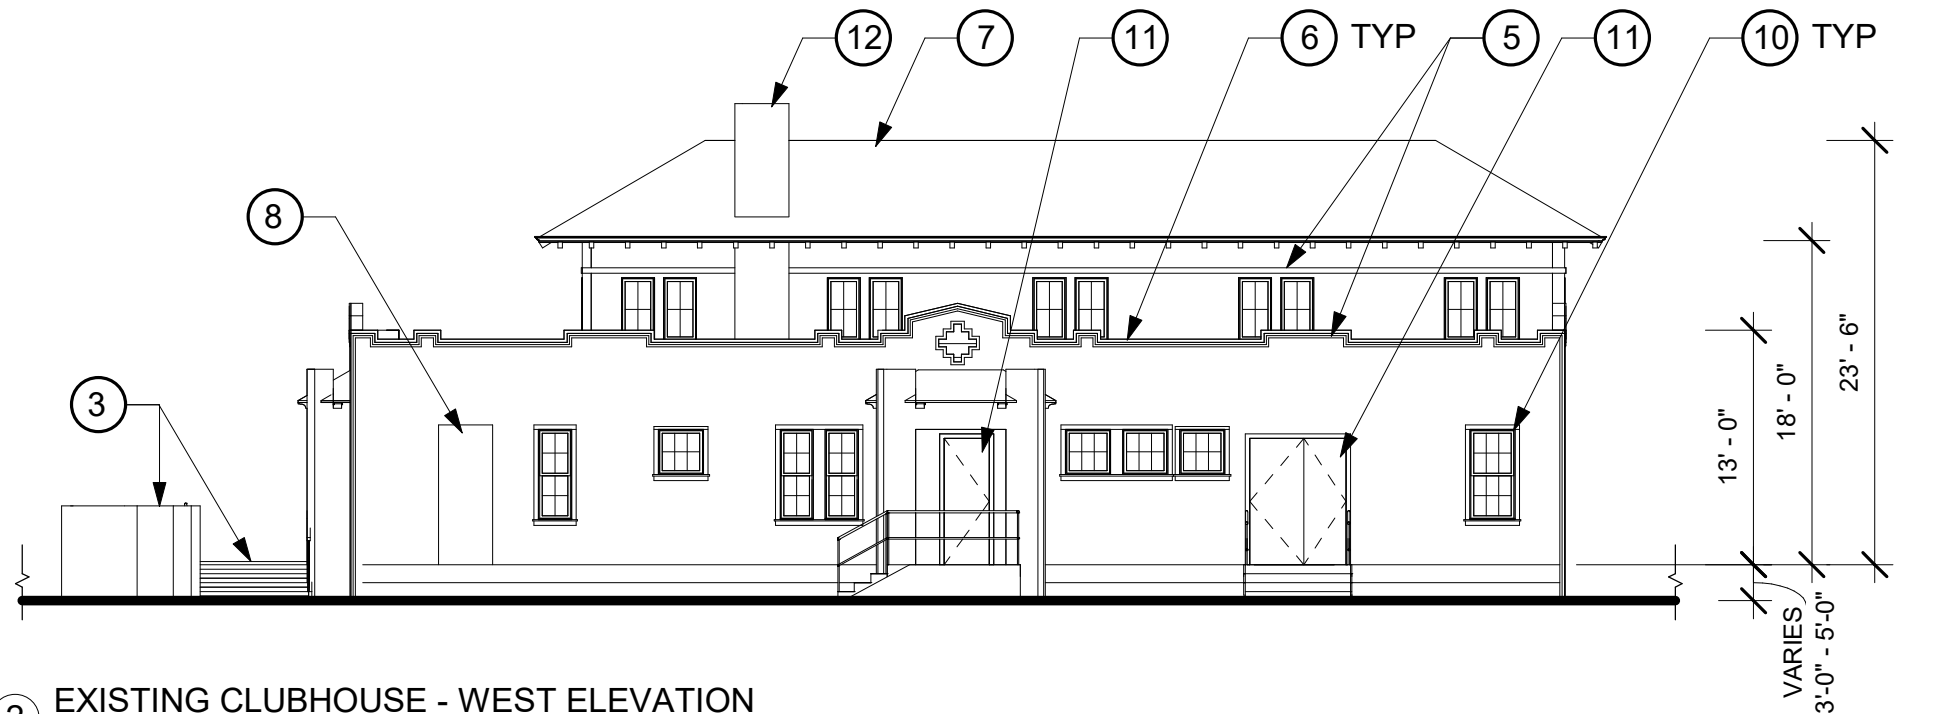 12
7
11
6 TYP
5
11
10 TYP
8
3
13' - 0"
18' - 0"
23' - 6"
VARIES
3'-0" - 5'-0"
EXISTING CLUBHOUSE - WEST ELEVATION